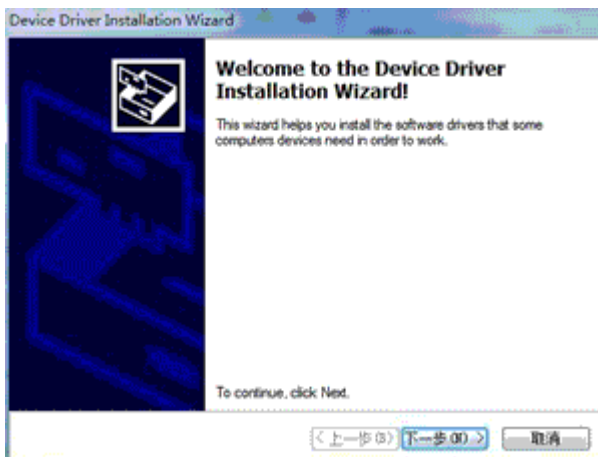 Device Driver Installation Wizard
Welcome to the Device Driver
Installation Wizard!
This wizard helps you install the software drivers that some
computers devices need in order to work.
To continue, click Next.
< 上一步(B) 下一步(N) > 取消